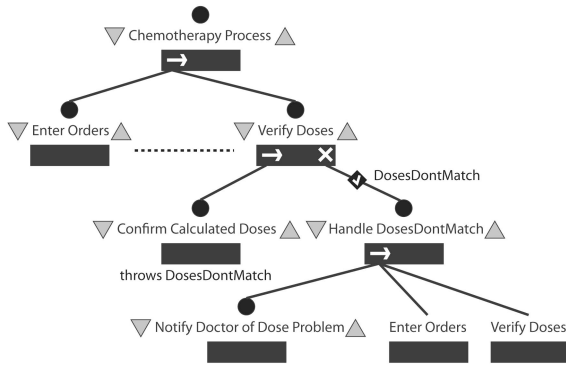 Chemotherapy Process
Enter Orders
Verify Doses
DosesDontMatch
Confirm Calculated Doses
Handle DosesDontMatch
throws DosesDontMatch
Notify Doctor of Dose Problem
Enter Orders
Verify Doses